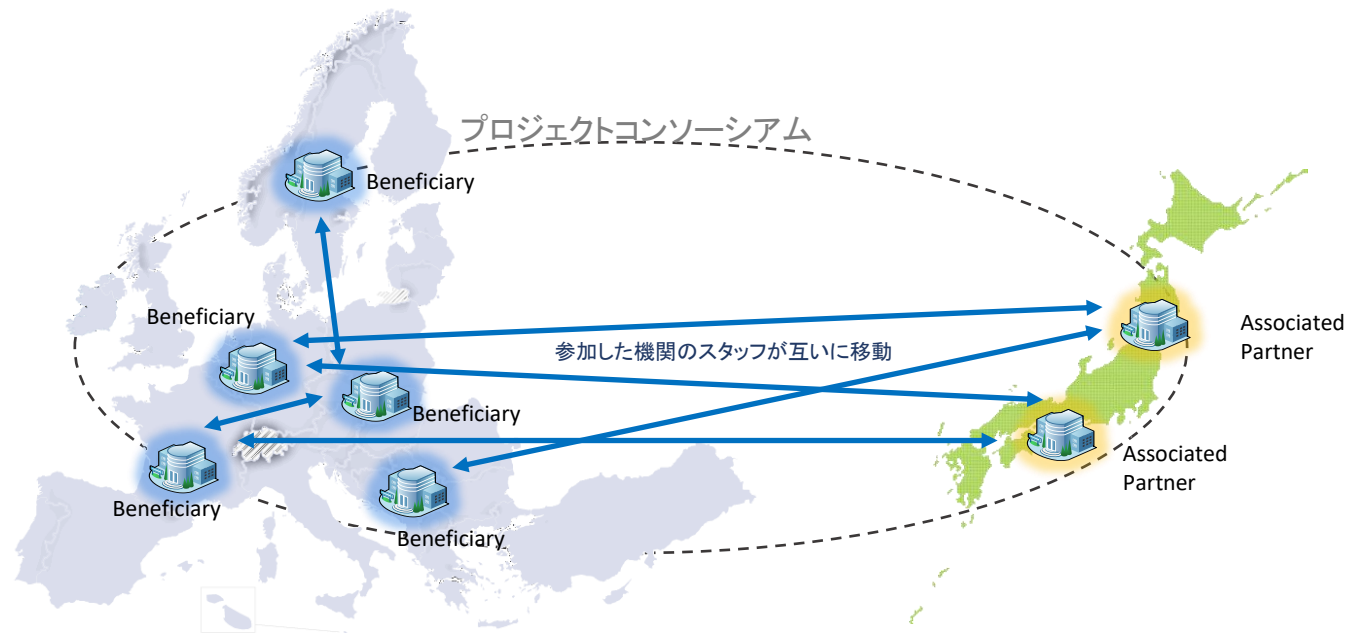 プロジェクトコンソーシアム
Beneficiary
Beneficiary
Associated
Partner
参加した機関のスタッフが互いに移動
Beneficiary
Associated
Partner
Beneficiary
Beneficiary